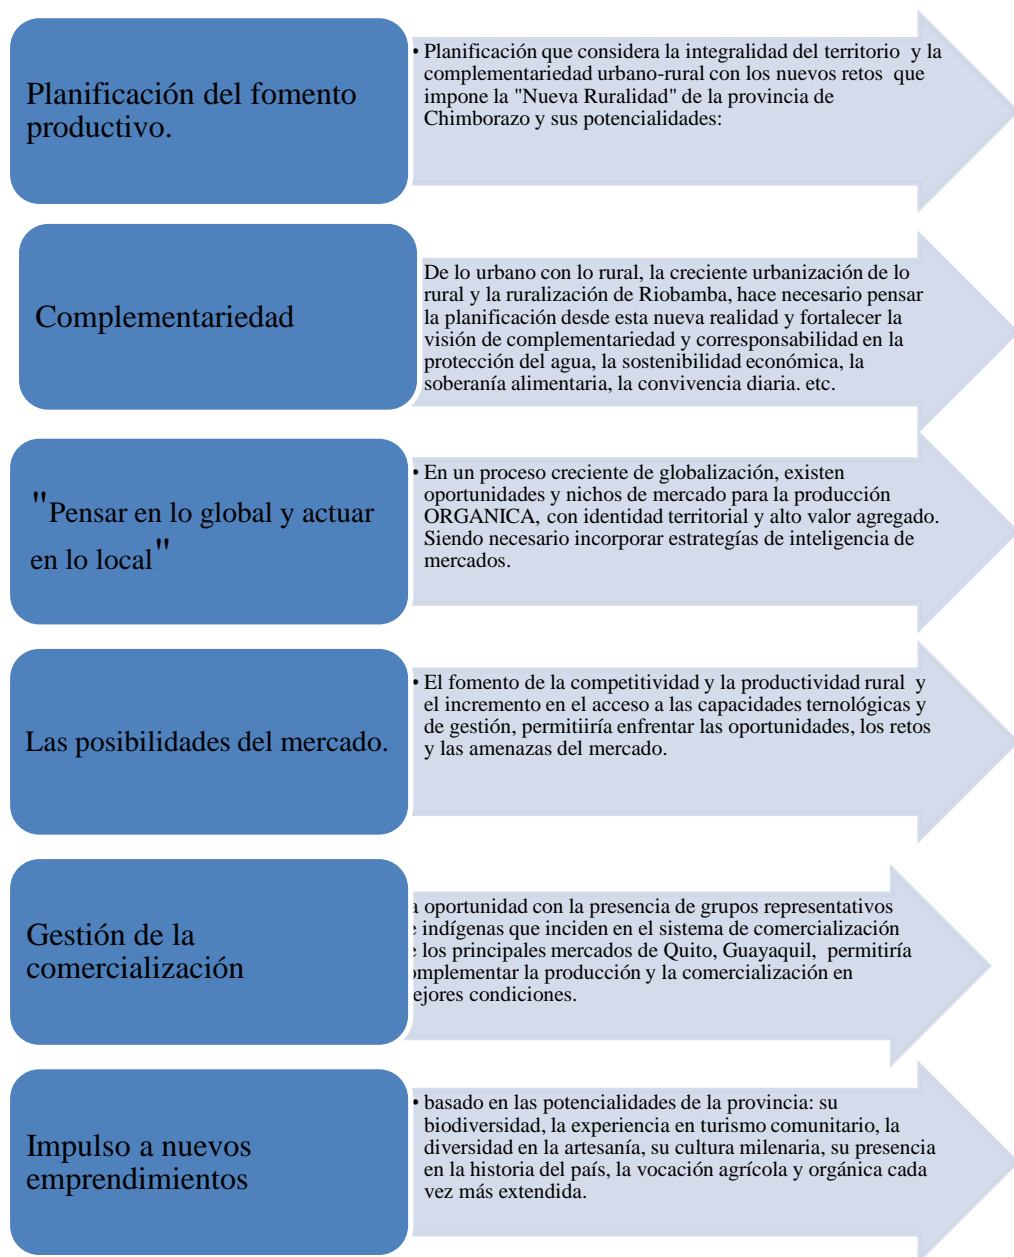 Planificación del fomento
productivo.
• Planificación que considera la integralidad del territorio y la
complementariedad urbano-rural con los nuevos retos que
impone la "Nueva Ruralidad" de la provincia de
Chimborazo y sus potencialidades:
Complementariedad
De lo urbano con lo rural, la creciente urbanización de lo
rural y la ruralización de Riobamba, hace necesario pensar
la planificación desde esta nueva realidad y fortalecer la
visión de complementariedad y corresponsabilidad en la
protección del agua, la sostenibilidad económica, la
soberanía alimentaria, la convivencia diaria. etc.
"Pensar en lo global y actuar
en lo local"
• En un proceso creciente de globalización, existen
oportunidades y nichos de mercado para la producción
ORGANICA, con identidad territorial y alto valor agregado.
Siendo necesario incorporar estrategías de inteligencia de
mercados.
Las posibilidades del mercado.
• El fomento de la competitividad y la productividad rural y
el incremento en el acceso a las capacidades ternológicas y
de gestión, permitiiría enfrentar las oportunidades, los retos
y las amenazas del mercado.
Gestión de la
comercialización
a oportunidad con la presencia de grupos representativos
e indígenas que inciden en el sistema de comercialización
e los principales mercados de Quito, Guayaquil, permitiría
omplementar la producción y la comercialización en
ejores condiciones.
Impulso a nuevos
emprendimientos
• basado en las potencialidades de la provincia: su
biodiversidad, la experiencia en turismo comunitario, la
diversidad en la artesanía, su cultura milenaria, su presencia
en la historia del país, la vocación agrícola y orgánica cada
vez más extendida.